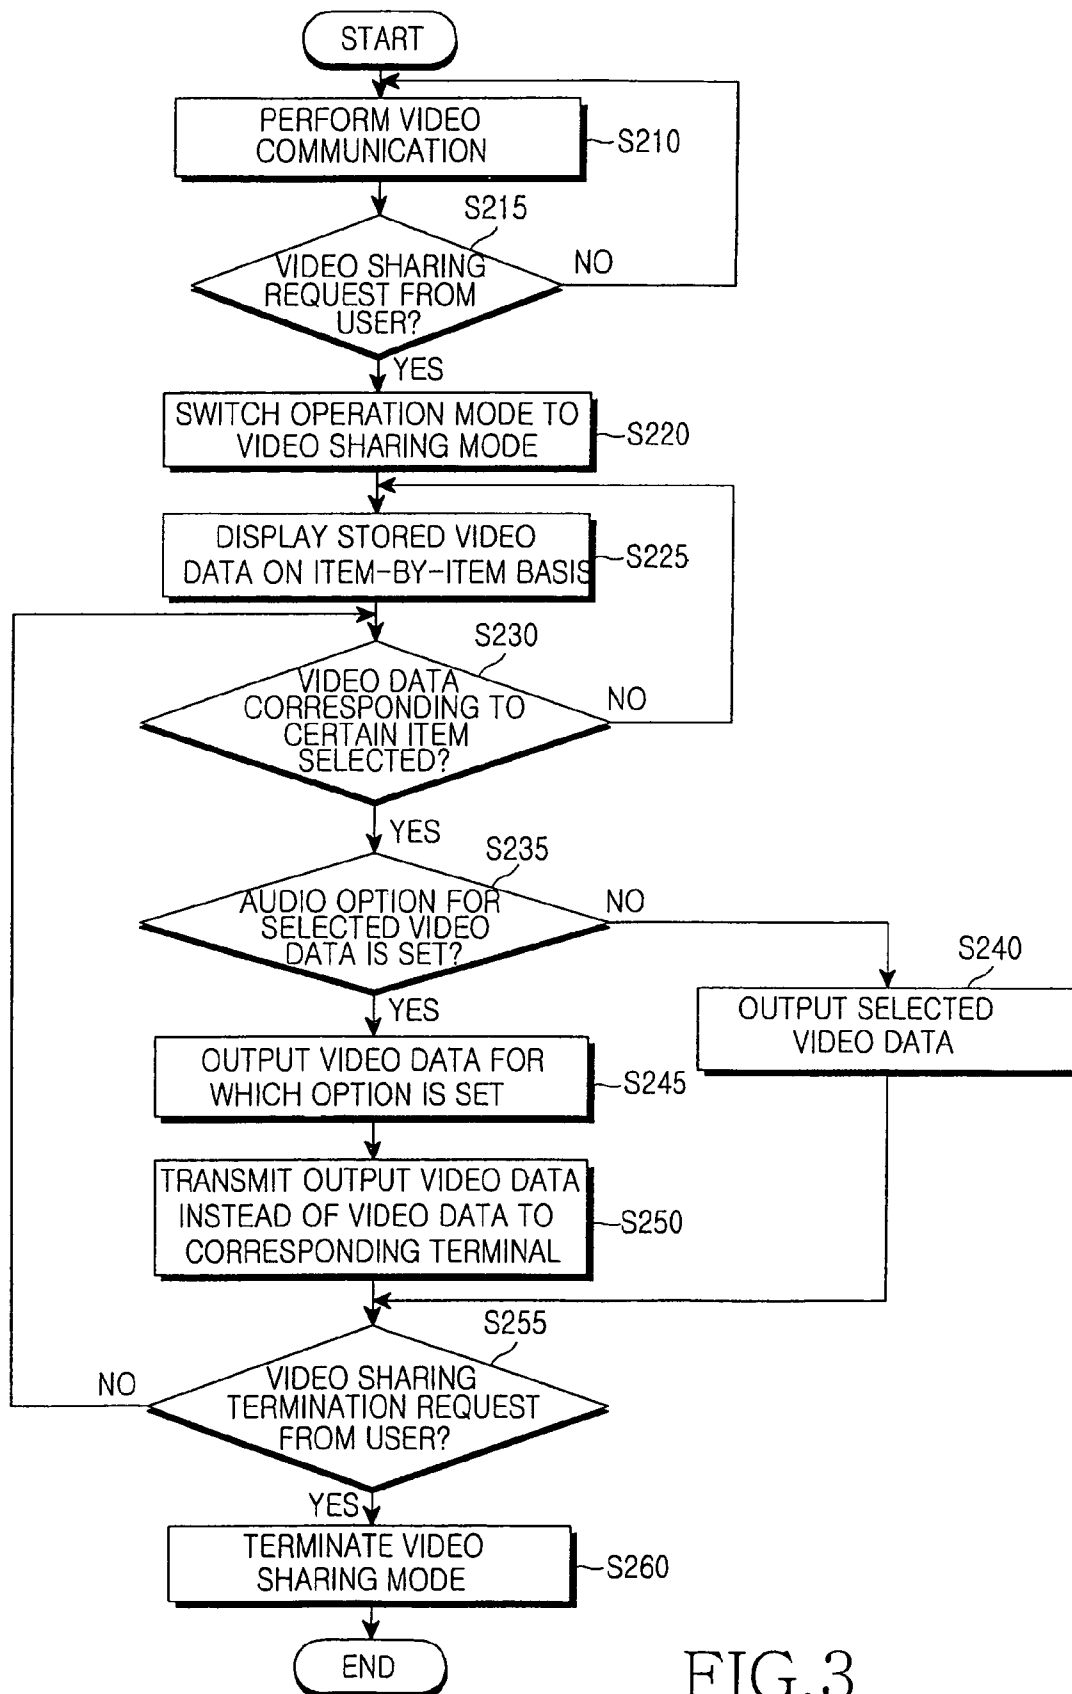 START
PERFORM VIDEO
COMMUNICATION
S210
S215
VIDEO SHARING
REQUEST FROM
USER?
NO
YES
SWITCH OPERATION MODE TO
VIDEO SHARING MODE
S220
DISPLAY STORED VIDEO
DATA ON ITEM-BY-ITEM BASIS
S225
S230
VIDEO DATA
CORRESPONDING TO
CERTAIN ITEM
SELECTED?
NO
YES
S235
AUDIO OPTION FOR
SELECTED VIDEO
DATA IS SET?
NO
YES
S240
OUTPUT SELECTED
VIDEO DATA
OUTPUT VIDEO DATA FOR
WHICH OPTION IS SET
S245
TRANSMIT OUTPUT VIDEO DATA
INSTEAD OF VIDEO DATA TO
CORRESPONDING TERMINAL
S250
S255
VIDEO SHARING
TERMINATION REQUEST
FROM USER?
NO
YES
TERMINATE VIDEO
SHARING MODE
S260
END
FIG.3